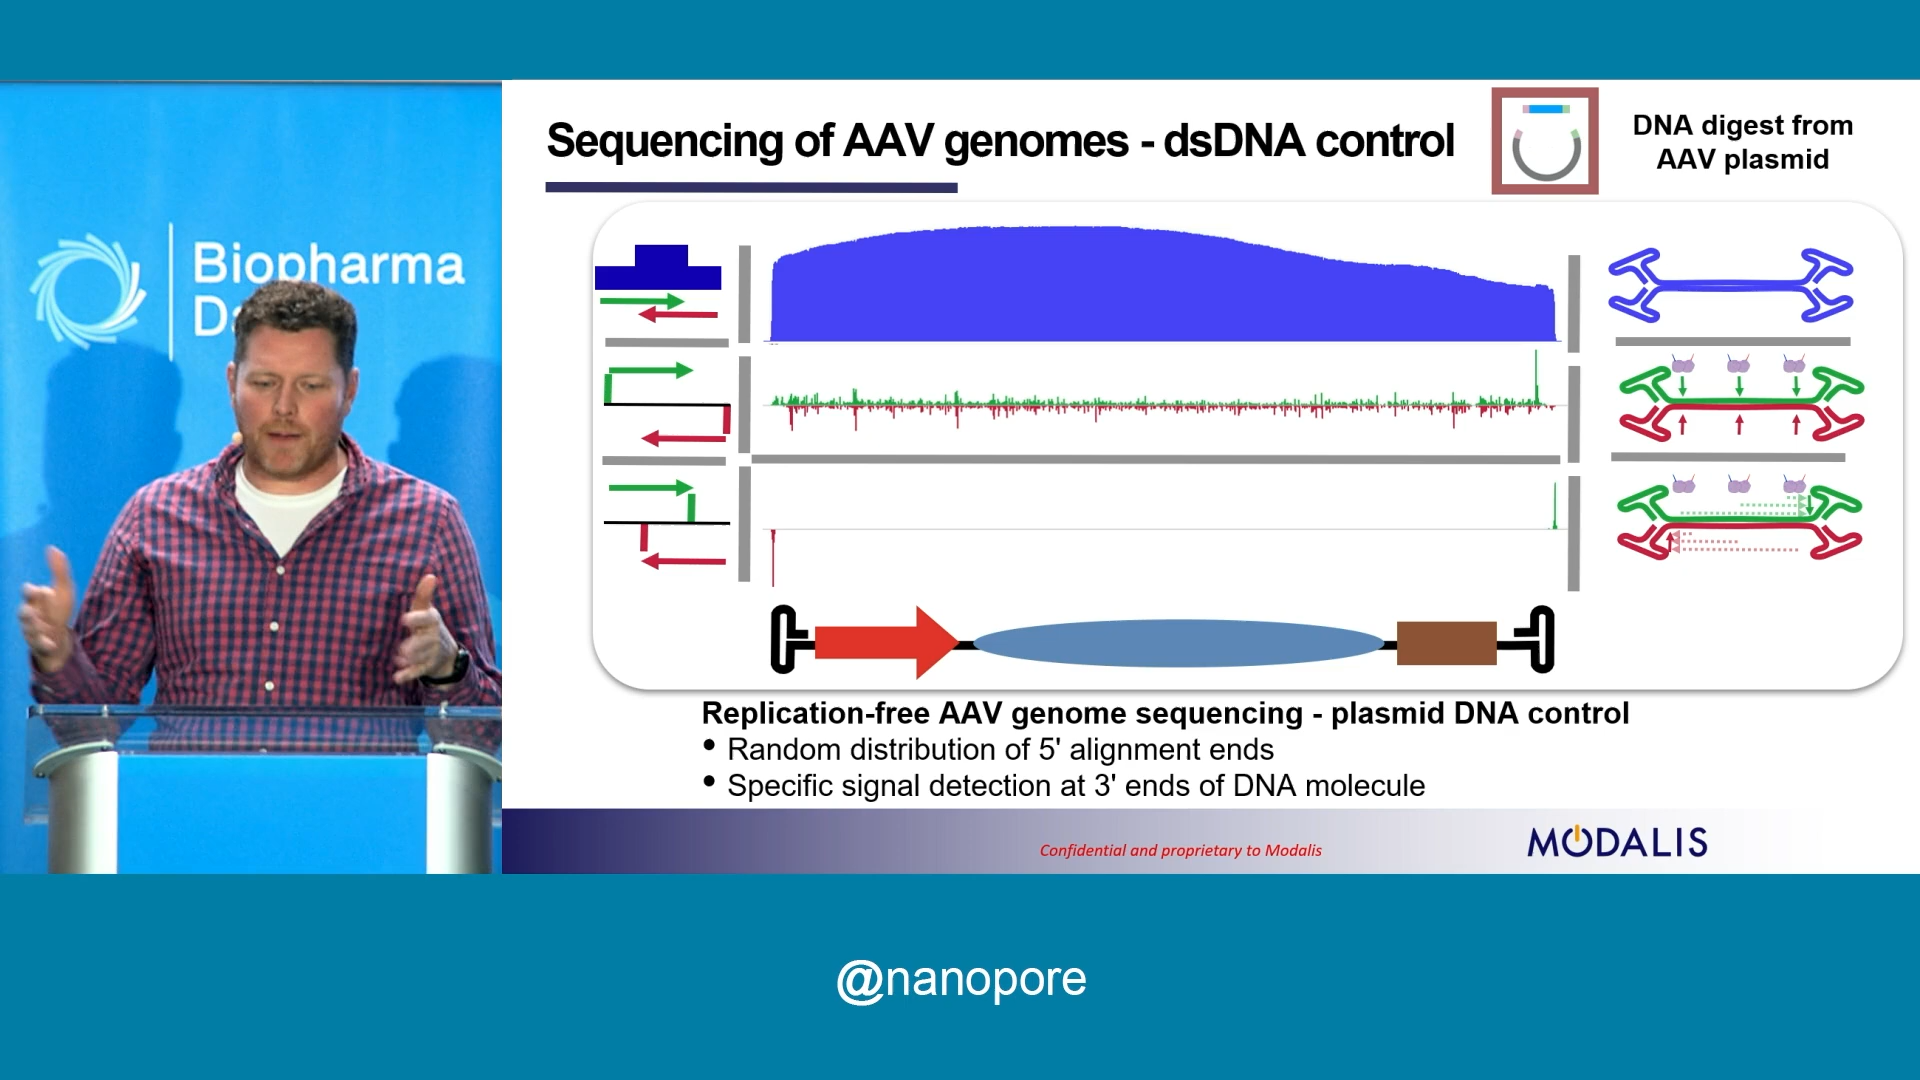 Biopharma
Sequencing of AAV genomes - dsDNA control
DNA digest from
AAV plasmid
Replication-free AAV genome sequencing - plasmid DNA control
• Random distribution of 5' alignment ends
• Specific signal detection at 3' ends of DNA molecule
Confidential and proprietary to Modalis
MODALIS
@nanopore